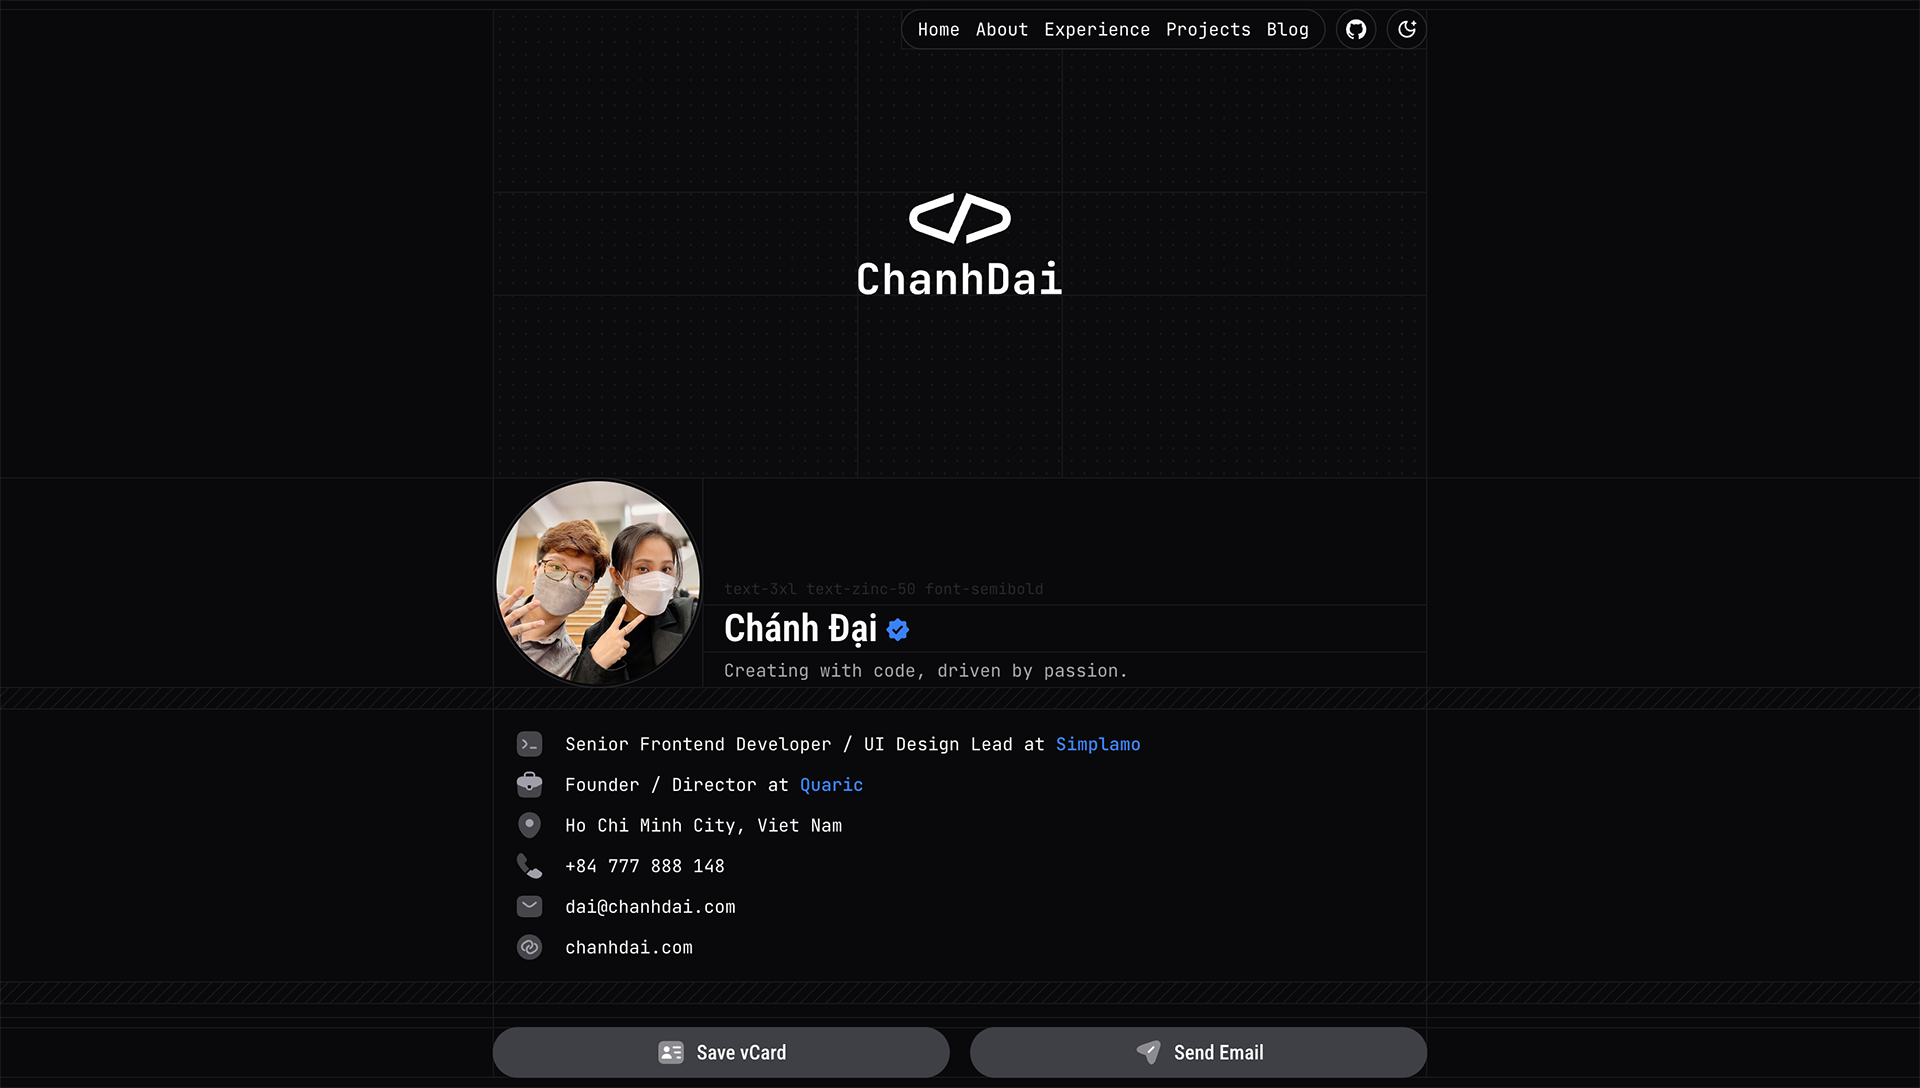 Home About Experience Projects Blog
ChanhDai
text-3xl text-zinc-50 font-semibold
Chánh Đại
Creating with code, driven by passion.
Senior Frontend Developer / UI Design Lead at Simplamo
Founder / Director at Quaric
Ho Chi Minh City, Viet Nam
+84 777 888 148
dai@chanhdai.com
chanhdai.com
Save vCard
Send Email